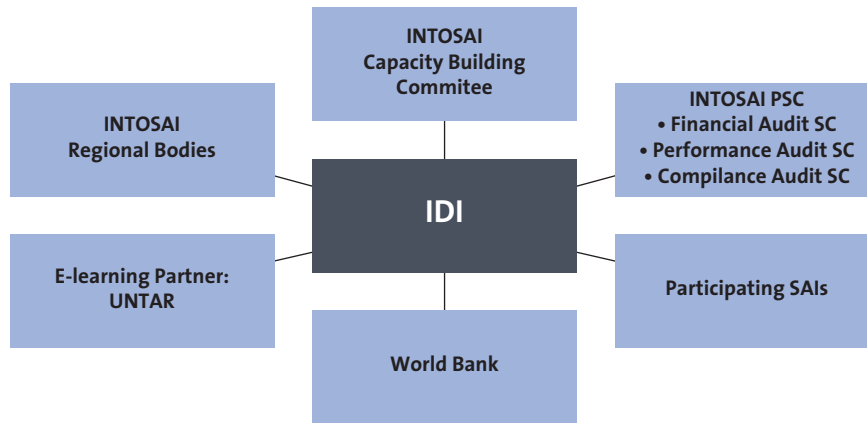 INTOSAI
Capacity Building
Commitee
INTOSAI
Regional Bodies
INTOSAI PSC
• Financial Audit SC
• Performance Audit SC
• Compilance Audit SC
IDI
E-learning Partner:
UNTAR
Participating SAIs
World Bank